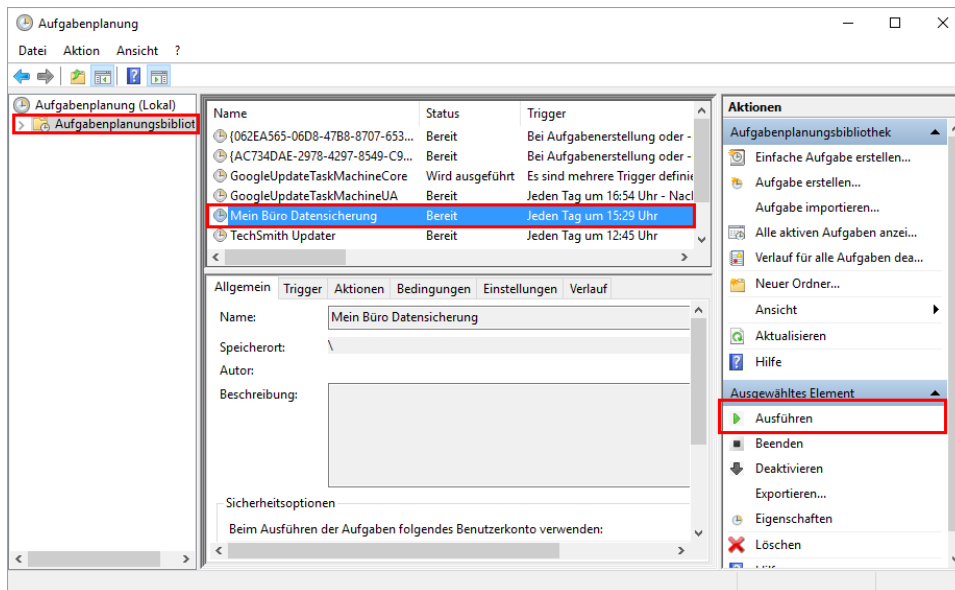 Aufgabenplanung
Datei Aktion Ansicht ?
Aufgabenplanung (Lokal)
Aufgabenplanungsbibliot
Name Status Trigger
{062EA565-06D8-47B8-8707-653... Bereit Bei Aufgabenerstellung oder -
{AC734DAE-2978-4297-8549-C9... Bereit Bei Aufgabenerstellung oder -
GoogleUpdateTaskMachineCore Wird ausgeführt Es sind mehrere Trigger definie
GoogleUpdateTaskMachineUA Bereit Jeden Tag um 16:54 Uhr - Nacl
Mein Büro Datensicherung Bereit Jeden Tag um 15:29 Uhr
TechSmith Updater Bereit Jeden Tag um 12:45 Uhr
Allgemein Trigger Aktionen Bedingungen Einstellungen Verlauf
Name: Mein Büro Datensicherung
Speicherort: \
Autor:
Beschreibung:
Sicherheitsoptionen
Beim Ausführen der Aufgaben folgendes Benutzerkonto verwenden:
Aktionen
Aufgabenplanungsbibliothek
Einfache Aufgabe erstellen...
Aufgabe erstellen...
Aufgabe importieren...
Alle aktiven Aufgaben anzei...
Verlauf für alle Aufgaben dea...
Neuer Ordner...
Ansicht
Aktualisieren
Hilfe
Ausgewähltes Element
Ausführen
Beenden
Deaktivieren
Exportieren...
Eigenschaften
Löschen